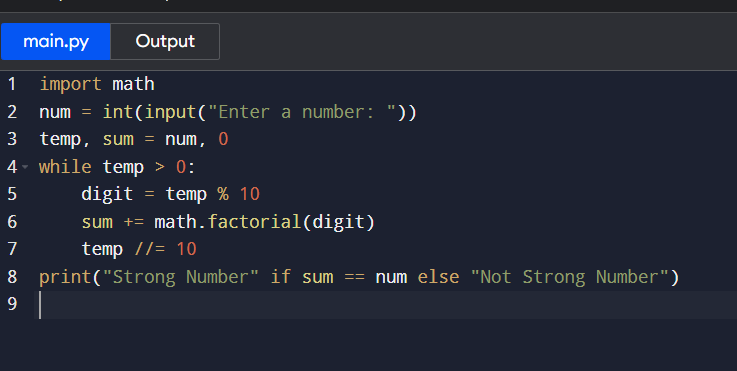 main.py Output
1 import math
2 num = int(input("Enter a number: "))
3 temp, sum = num, 0
4 while temp > 0:
5     digit = temp % 10
6     sum += math.factorial(digit)
7     temp //= 10
8 print("Strong Number" if sum == num else "Not Strong Number")
9